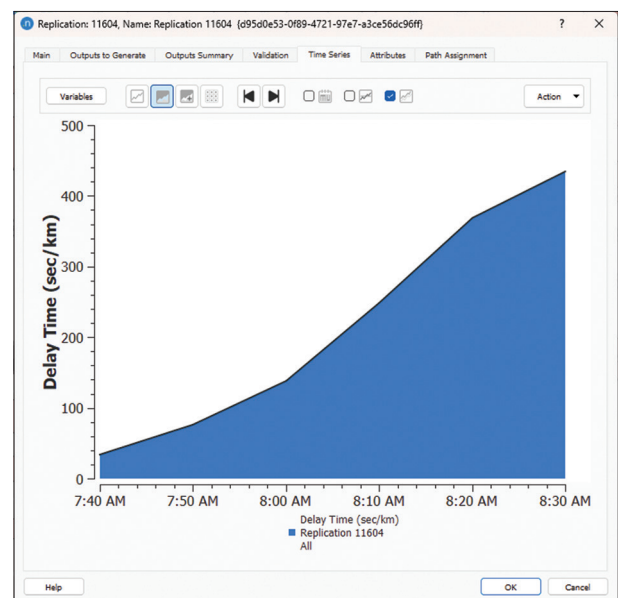 Replication: 11604, Name: Replication 11604 {d95d0e53-0f89-4721-97e7-a3ce56dc96ff}
? X
Main Outputs to Generate Outputs Summary Validation Time Series Attributes Path Assignment
Variables Action
500
400
300
200
100
0
Delay Time (sec/km)
7:40 AM 7:50 AM 8:00 AM 8:10 AM 8:20 AM 8:30 AM
Delay Time (sec/km)
Replication 11604
All
Help OK Cancel